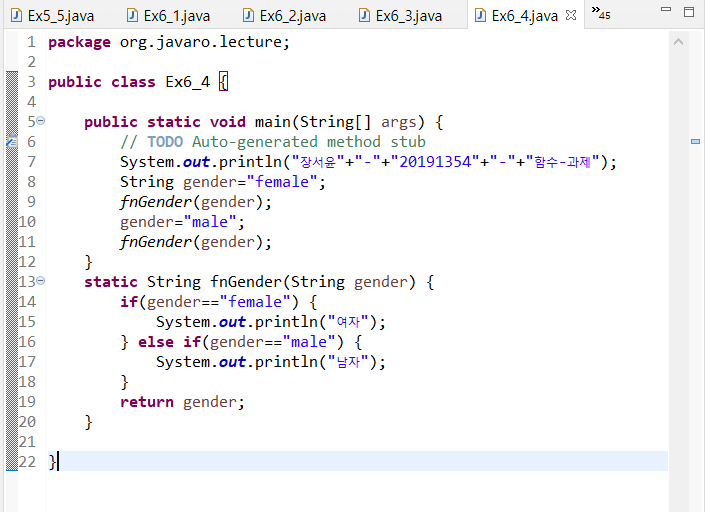 Ex5_5.java Ex6_1.java Ex6_2.java Ex6_3.java Ex6_4.java »45
1 package org.javaro.lecture;
2
3 public class Ex6_4 {
4
5 public static void main(String[] args) {
6 // TODO Auto-generated method stub
7 System.out.println("장서윤"+"-"+"20191354"+"-"+"함수-과제");
8 String gender="female";
9 fnGender(gender);
10 gender="male";
11 fnGender(gender);
12 }
13 static String fnGender(String gender) {
14 if(gender=="female") {
15 System.out.println("여자");
16 } else if(gender=="male") {
17 System.out.println("남자");
18 }
19 return gender;
20 }
21
22 }